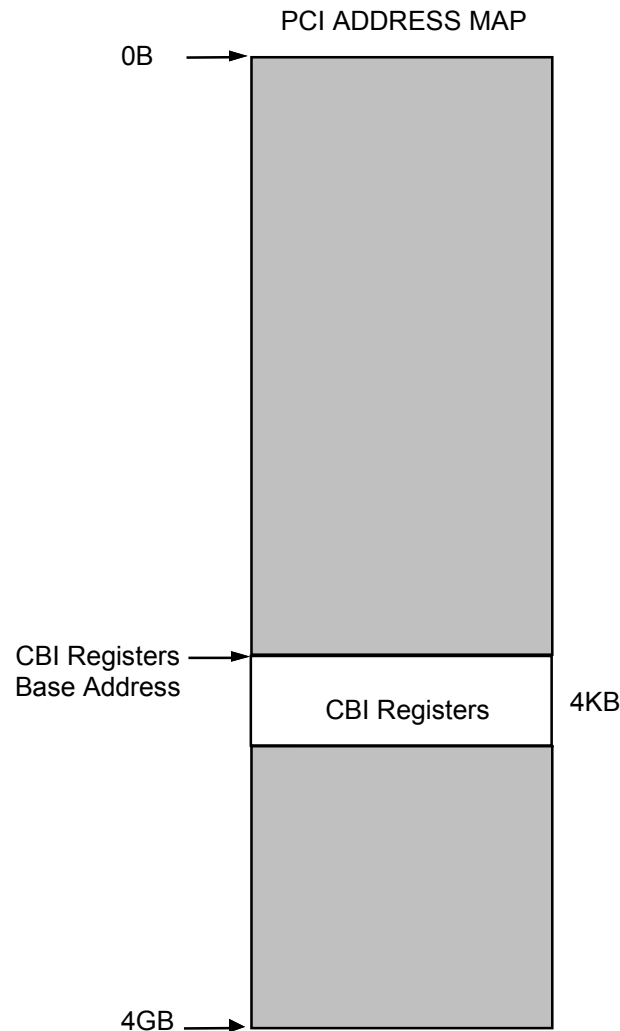 PCI ADDRESS MAP
0B
CBI Registers
Base Address
CBI Registers
4KB
4GB